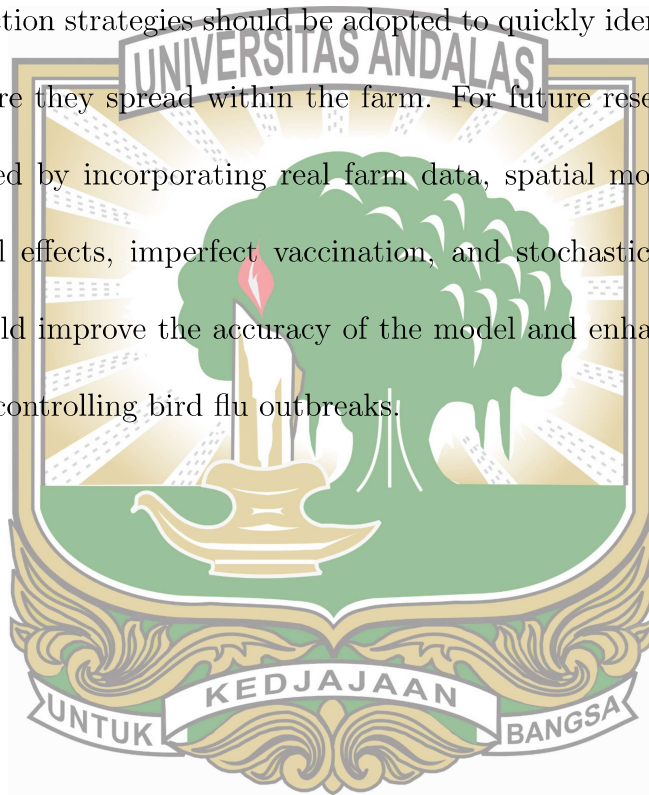 ction strategies should be adopted to quickly iden
UNIVERSITAS ANDALAS
re they spread within the farm. For future rese
ed by incorporating real farm data, spatial mo
l effects, imperfect vaccination, and stochastic
ld improve the accuracy of the model and enha
controlling bird flu outbreaks.
UNTUK KEDJAJAAN BANGSA